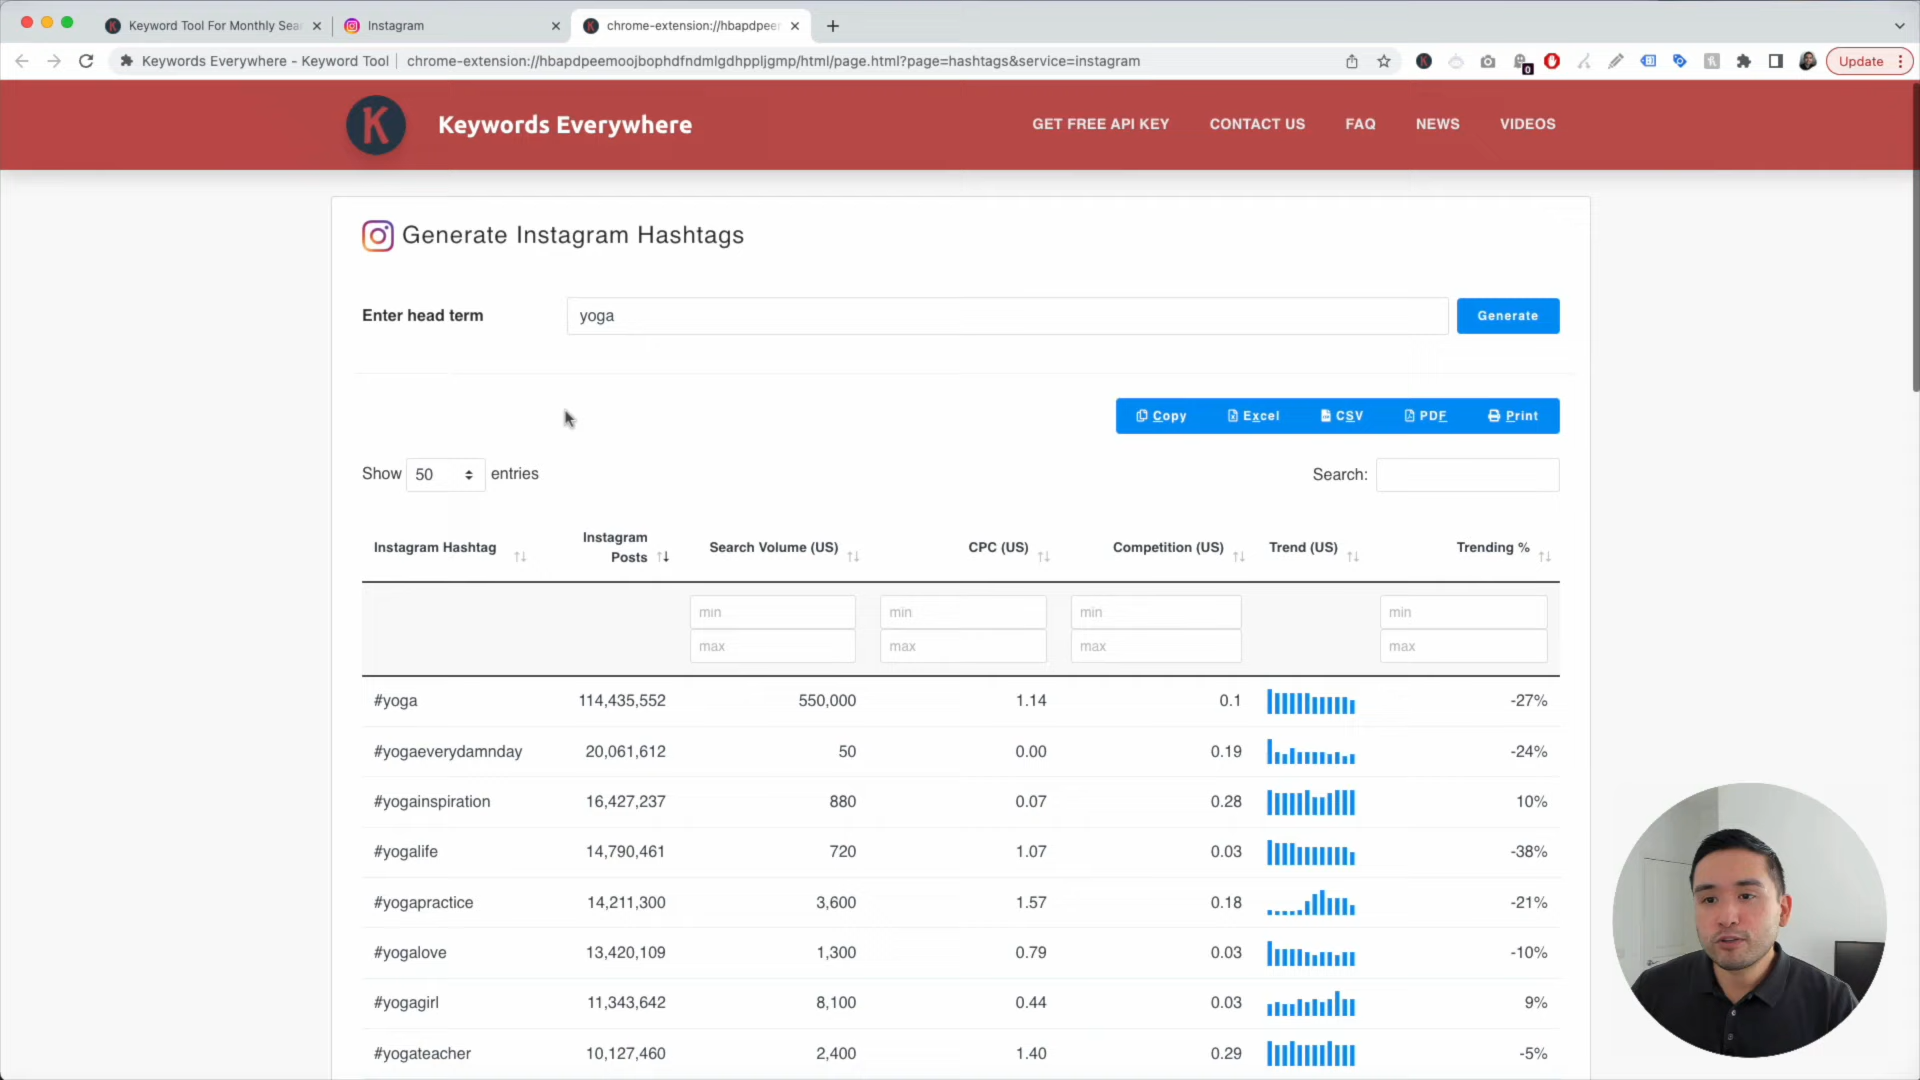 Keyword Tool For Monthly Sea
Instagram
chrome-extension://hbapdpeem
Keywords Everywhere - Keyword Tool | chrome-extension://hbapdpeemoojbophdfndmlgdhppljgmp/html/page.html?page=hashtags&service=instagram
0
Update
K
Keywords Everywhere
GET FREE API KEY CONTACT US FAQ NEWS VIDEOS
Generate Instagram Hashtags
Enter head term yoga Generate
Copy Excel CSV PDF Print
Show 50 entries Search:
Instagram Hashtag Instagram Posts Search Volume (US) CPC (US) Competition (US) Trend (US) Trending %
min min min min
max max max max
#yoga 114,435,552 550,000 1.14 0.1 -27%
#yogaeverydamnday 20,061,612 50 0.00 0.19 -24%
#yogainspiration 16,427,237 880 0.07 0.28 10%
#yogalife 14,790,461 720 1.07 0.03 -38%
#yogapractice 14,211,300 3,600 1.57 0.18 -21%
#yogalove 13,420,109 1,300 0.79 0.03 -10%
#yogagirl 11,343,642 8,100 0.44 0.03 9%
#yogateacher 10,127,460 2,400 1.40 0.29 -5%